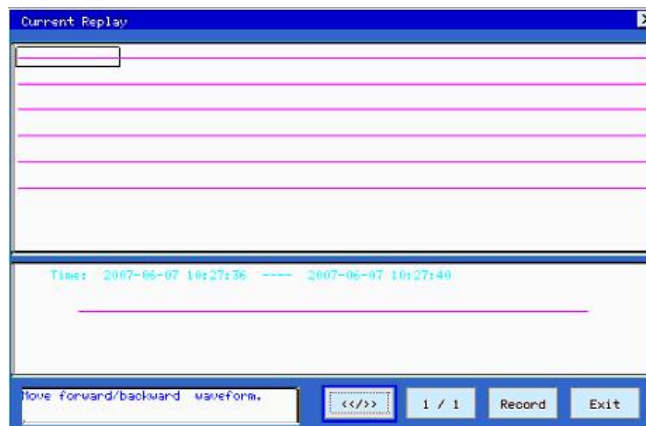 Current Replay
Time: 2007-06-07 10:27:36 ---- 2007-06-07 10:27:40
Move forward/backward waveform.
<</>>
1 / 1
Record
Exit